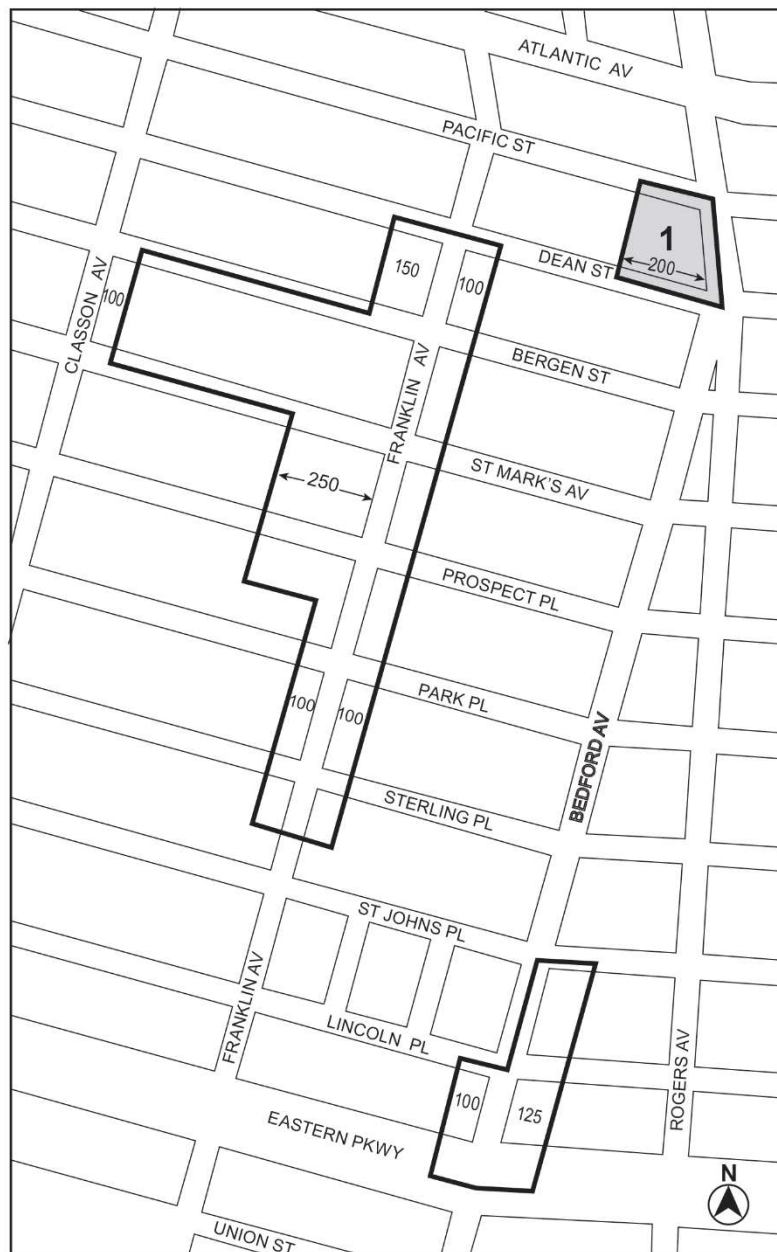 ATLANTIC AV
PACIFIC ST
1
200
DEAN ST
150
100
100
CLASSON AV
FRANKLIN AV
BERGEN ST
ST MARK'S AV
250
PROSPECT PL
PARK PL
100
100
BEDFORD AV
STERLING PL
ST JOHNS PL
FRANKLIN AV
LINCOLN PL
100
125
ROGERS AV
EASTERN PKWY
N
UNION ST